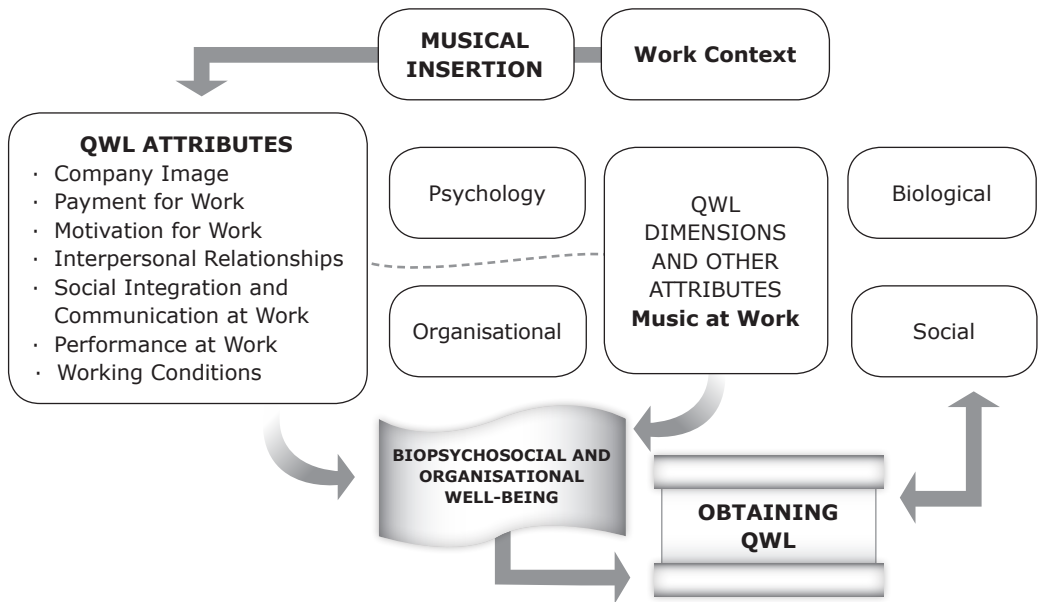 MUSICAL
INSERTION
Work Context
QWL ATTRIBUTES
· Company Image
· Payment for Work
· Motivation for Work
· Interpersonal Relationships
· Social Integration and
Communication at Work
· Performance at Work
· Working Conditions
Psychology
Organisational
QWL
DIMENSIONS
AND OTHER
ATTRIBUTES
Music at Work
Biological
Social
BIOPSYCHOSOCIAL AND
ORGANISATIONAL
WELL-BEING
OBTAINING
QWL